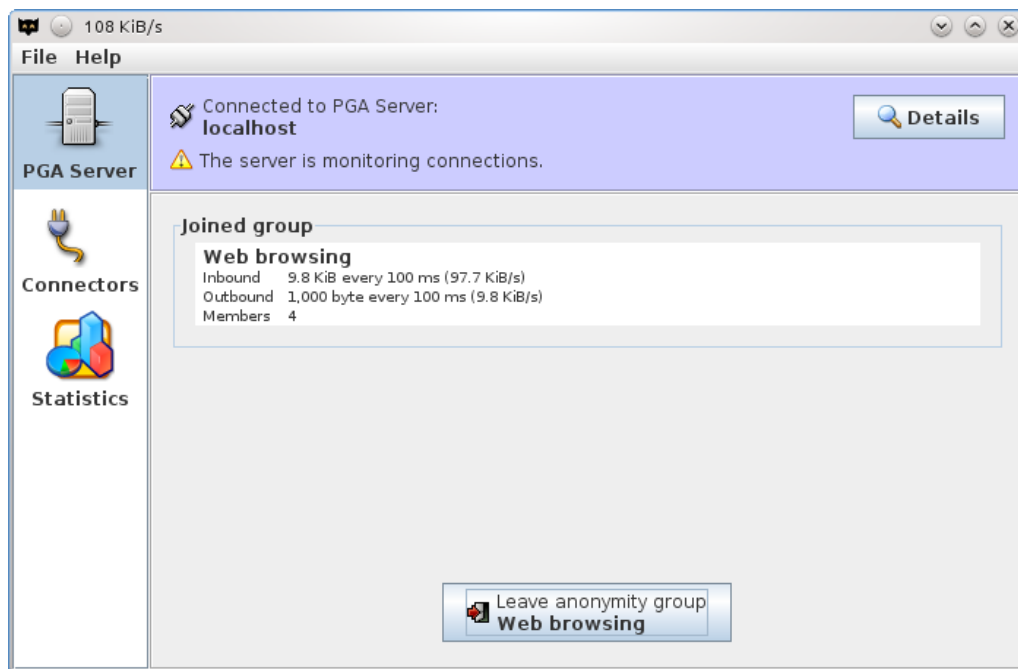 108 KiB/s
File Help
PGA Server
Connectors
Statistics
Connected to PGA Server:
localhost
The server is monitoring connections.
Details
Joined group
Web browsing
Inbound 9.8 KiB every 100 ms (97.7 KiB/s)
Outbound 1,000 byte every 100 ms (9.8 KiB/s)
Members 4
Leave anonymity group
Web browsing